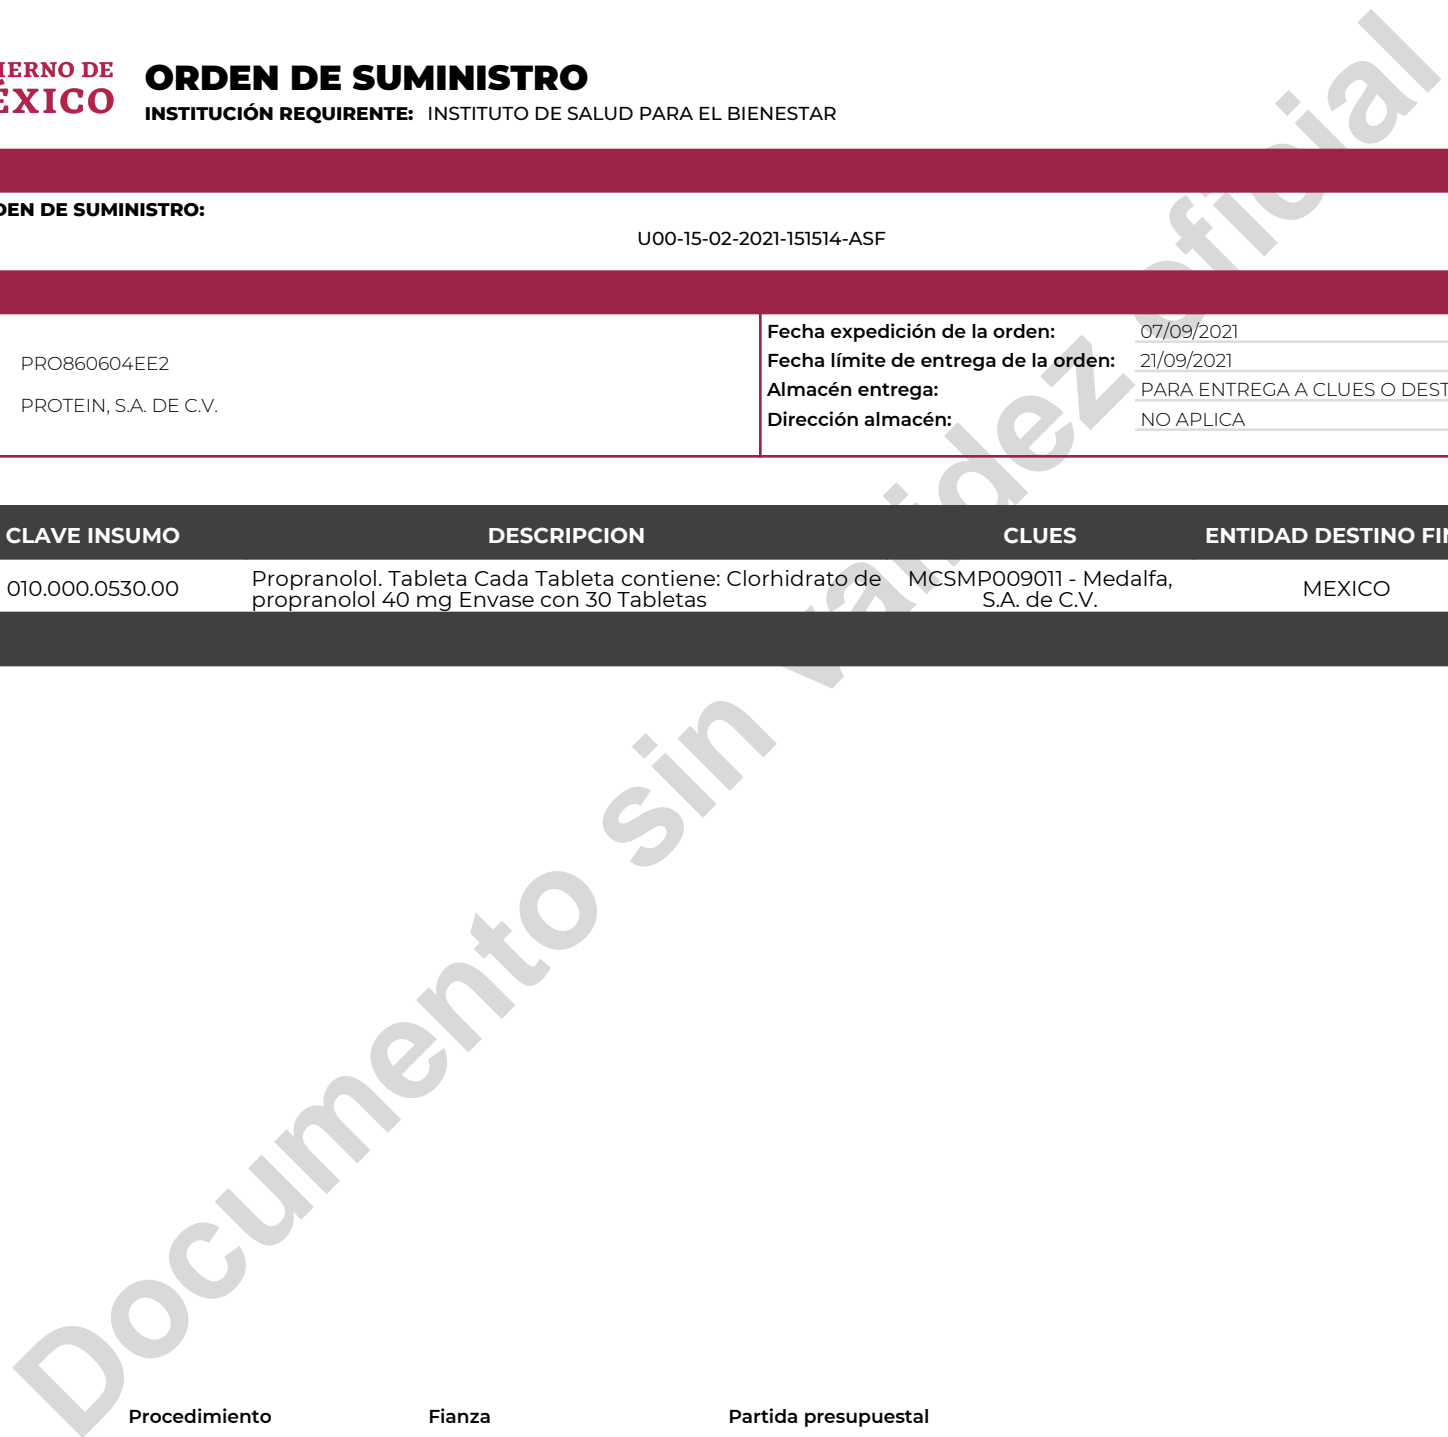 IERNO DE
ÉXICO
ORDEN DE SUMINISTRO
INSTITUCIÓN REQUIRENTE: INSTITUTO DE SALUD PARA EL BIENESTAR
DEN DE SUMINISTRO:
U00-15-02-2021-151514-ASF
PRO860604EE2
PROTEIN, S.A. DE C.V.
Fecha expedición de la orden: 07/09/2021
Fecha límite de entrega de la orden: 21/09/2021
Almacén entrega: PARA ENTREGA A CLUES O DEST
Dirección almacén: NO APLICA
CLAVE INSUMO DESCRIPCION CLUES ENTIDAD DESTINO FIN
010.000.0530.00
Propranolol. Tableta Cada Tableta contiene: Clorhidrato de
propranolol 40 mg Envase con 30 Tabletas
MCSMP009011 - Medalfa,
S.A. de C.V.
MEXICO
Documento sin validez oficial
Procedimiento Fianza Partida presupuestal